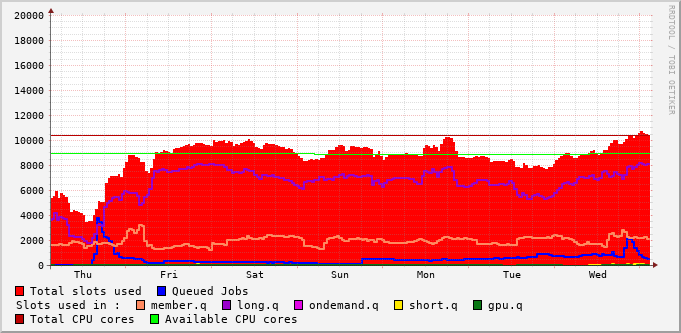 20000
18000
16000
14000
12000
10000
8000
6000
4000
2000
0
Thu Fri Sat Sun Mon Tue Wed
Total slots used Queued Jobs
Slots used in : member.q long.q ondemand.q short.q gpu.q
Total CPU cores Available CPU cores
RRDTOOL / TOBI OETIKER